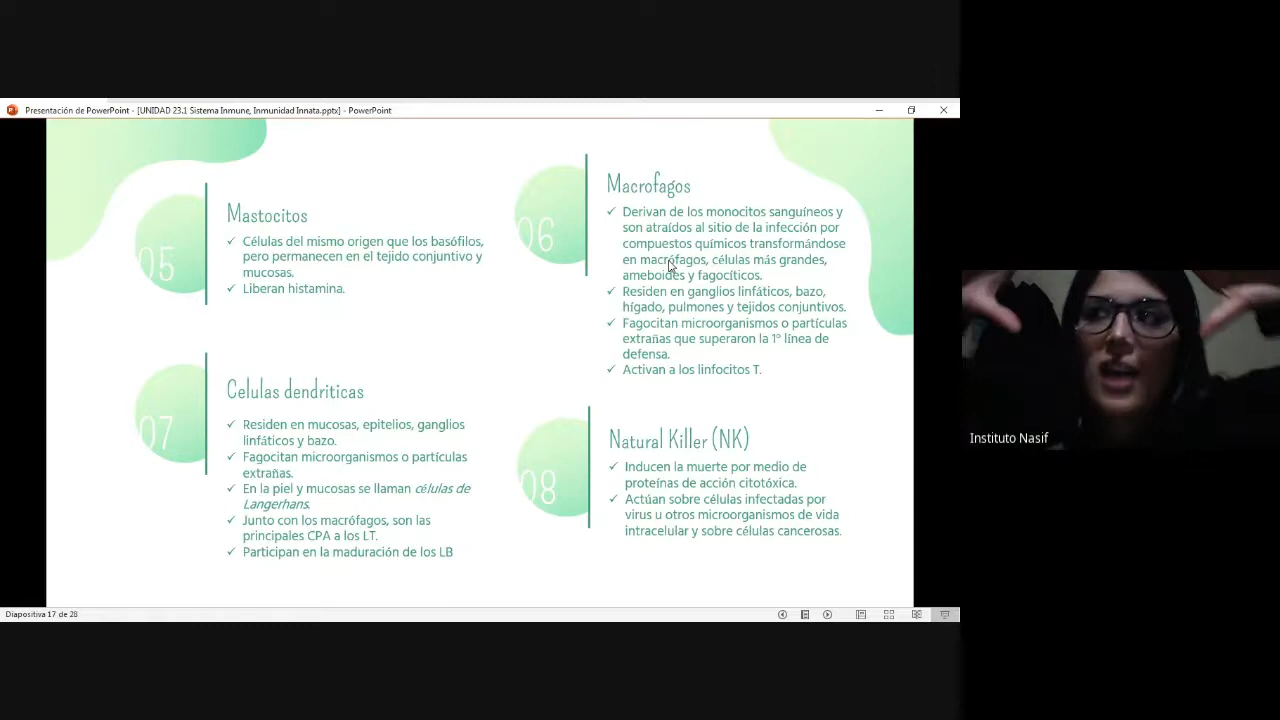 Presentación de PowerPoint - [UNIDAD 23.1 Sistema Inmune, Inmunidad Innata.pptx] - PowerPoint
05
Mastocitos
✓ Células del mismo origen que los basófilos,
pero permanecen en el tejido conjuntivo y
mucosas.
✓ Liberan histamina.
06
Macrofagos
✓ Derivan de los monocitos sanguíneos y
son atraídos al sitio de la infección por
compuestos químicos transformándose
en macrófagos, células más grandes,
ameboides y fagocíticos.
✓ Residen en ganglios linfáticos, bazo,
hígado, pulmones y tejidos conjuntivos.
✓ Fagocitan microorganismos o partículas
extrañas que superaron la 1º línea de
defensa.
✓ Activan a los linfocitos T.
07
Celulas dendriticas
✓ Residen en mucosas, epitelios, ganglios
linfáticos y bazo.
✓ Fagocitan microorganismos o partículas
extrañas.
✓ En la piel y mucosas se llaman células de
Langerhans.
✓ Junto con los macrófagos, son las
principales CPA a los LT.
✓ Participan en la maduración de los LB
08
Natural Killer (NK)
✓ Inducen la muerte por medio de
proteínas de acción citotóxica.
✓ Actúan sobre células infectadas por
virus u otros microorganismos de vida
intracelular y sobre células cancerosas.
Diapositiva 17 de 28
Instituto Nasif